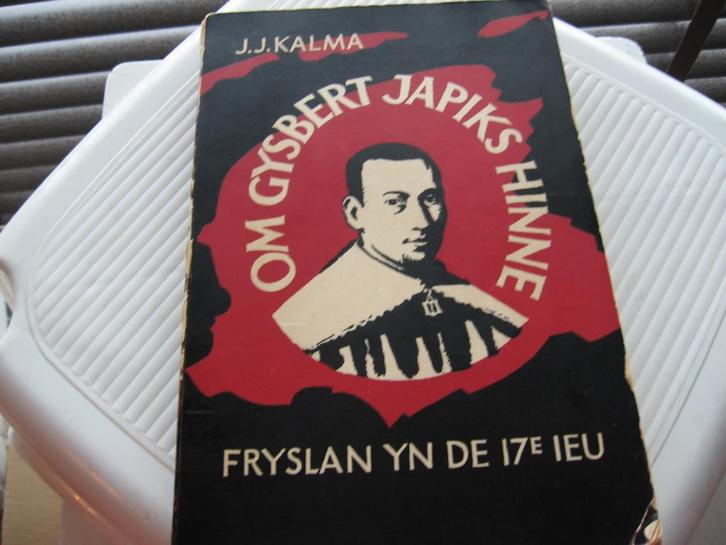 J.J.KALMA
OM GYSBERT JAPIKS HINNE
FRYSLAN YN DE 17E IEU